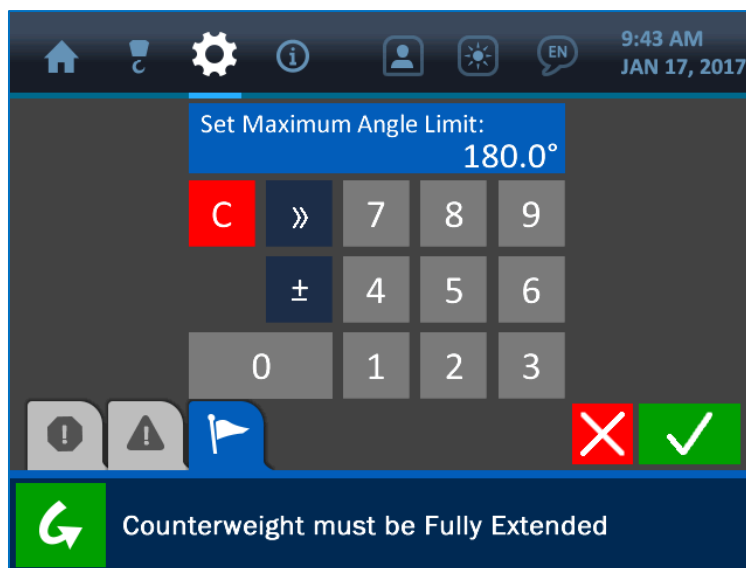 EN
9:43 AM
JAN 17, 2017
Set Maximum Angle Limit:
180.0°
C » 7 8 9
± 4 5 6
0 1 2 3
Counterweight must be Fully Extended